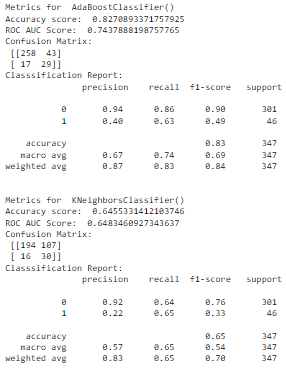 Metrics for  AdaBoostClassifier()
Accuracy score:  0.8270893371757925
ROC AUC Score:  0.7437888198757765
Confusion Matrix:
[[258  43]
[ 17  29]]
Classsification Report:
precision    recall  f1-score   support
0       0.94      0.86      0.90       301
1       0.40      0.63      0.49        46
accuracy                           0.83       347
macro avg       0.67      0.74      0.69       347
weighted avg       0.87      0.83      0.84       347
Metrics for  KNeighborsClassifier()
Accuracy score:  0.6455331412103746
ROC AUC Score:  0.6483460927343637
Confusion Matrix:
[[194 107]
[ 16  30]]
Classsification Report:
precision    recall  f1-score   support
0       0.92      0.64      0.76       301
1       0.22      0.65      0.33        46
accuracy                           0.65       347
macro avg       0.57      0.65      0.54       347
weighted avg       0.83      0.65      0.70       347